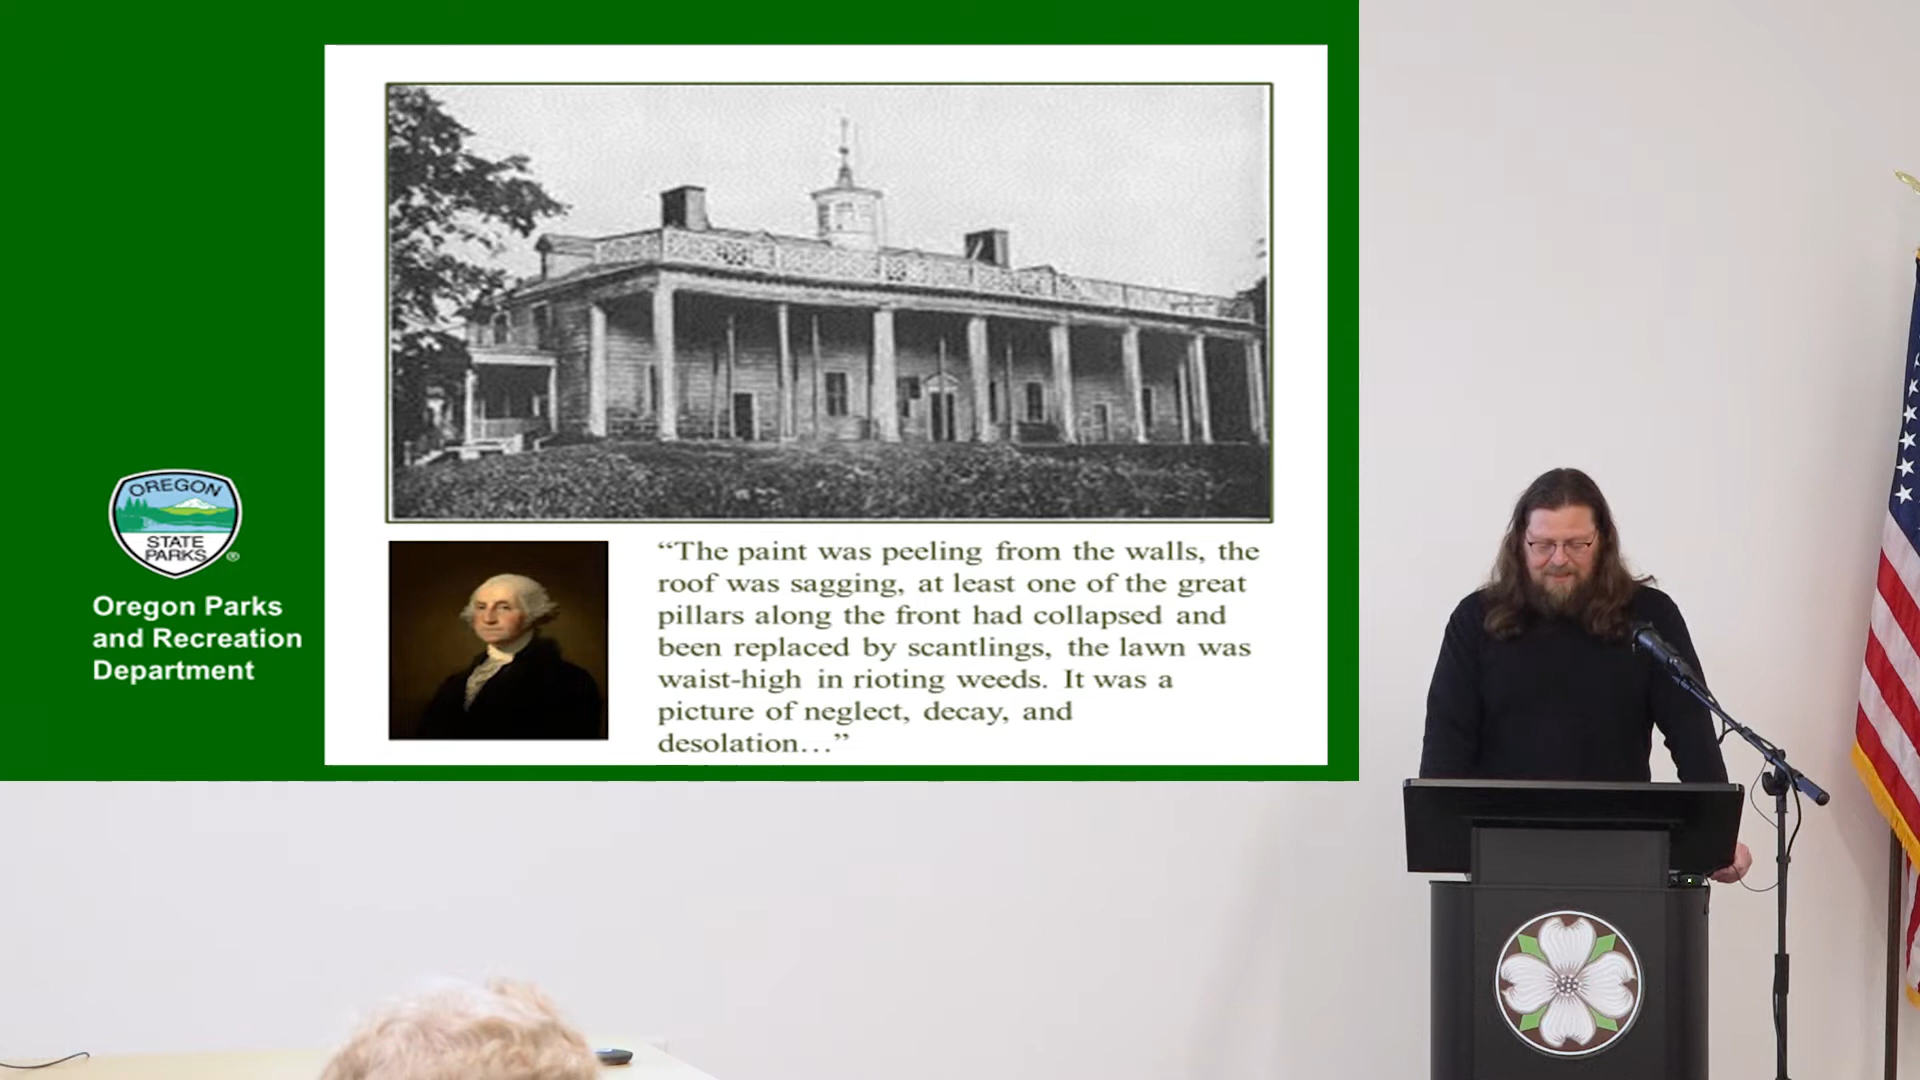 OREGON
STATE
PARKS
®
Oregon Parks
and Recreation
Department
“The paint was peeling from the walls, the
roof was sagging, at least one of the great
pillars along the front had collapsed and
been replaced by scantlings, the lawn was
waist-high in rioting weeds. It was a
picture of neglect, decay, and
desolation…”